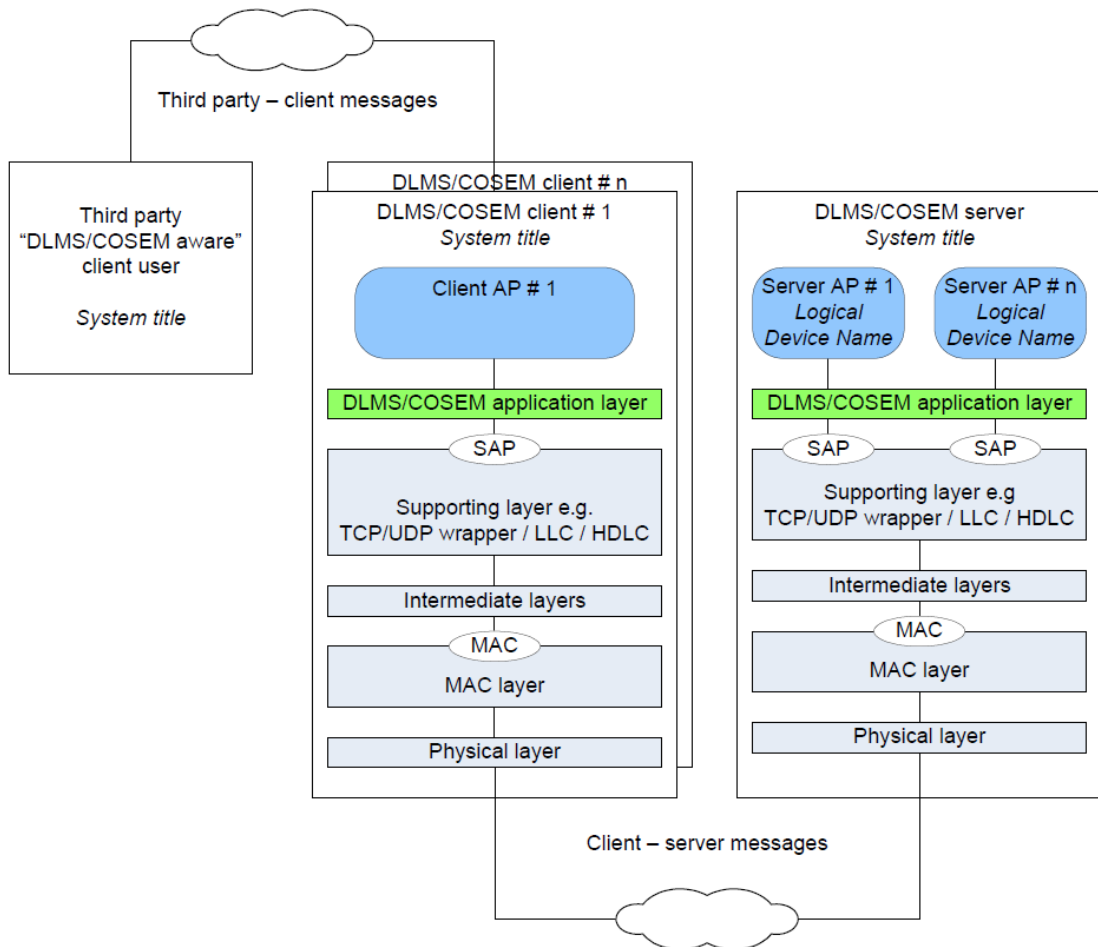 Third party – client messages
Third party
“DLMS/COSEM aware”
client user
System title
DLMS/COSEM client # n
DLMS/COSEM client # 1
System title
Client AP # 1
DLMS/COSEM application layer
SAP
Supporting layer e.g.
TCP/UDP wrapper / LLC / HDLC
Intermediate layers
MAC
MAC layer
Physical layer
DLMS/COSEM server
System title
Server AP # 1
Logical
Device Name
Server AP # n
Logical
Device Name
DLMS/COSEM application layer
SAP
SAP
Supporting layer e.g
TCP/UDP wrapper / LLC / HDLC
Intermediate layers
MAC
MAC layer
Physical layer
Client – server messages